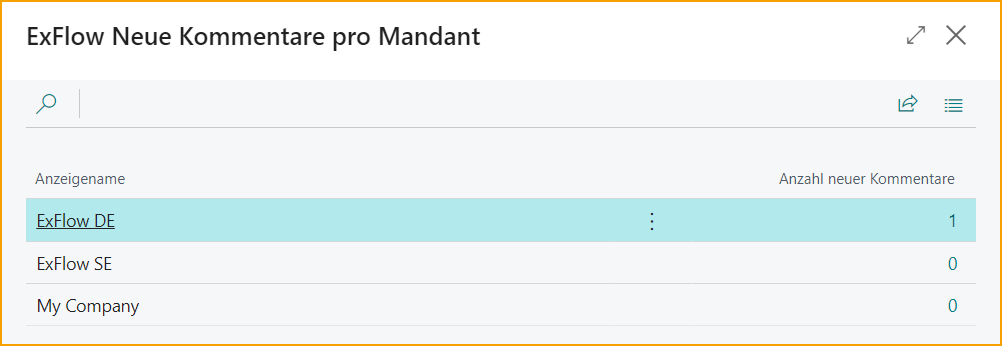 ExFlow Neue Kommentare pro Mandant
Anzeigename Anzahl neuer Kommentare
ExFlow DE 1
ExFlow SE 0
My Company 0